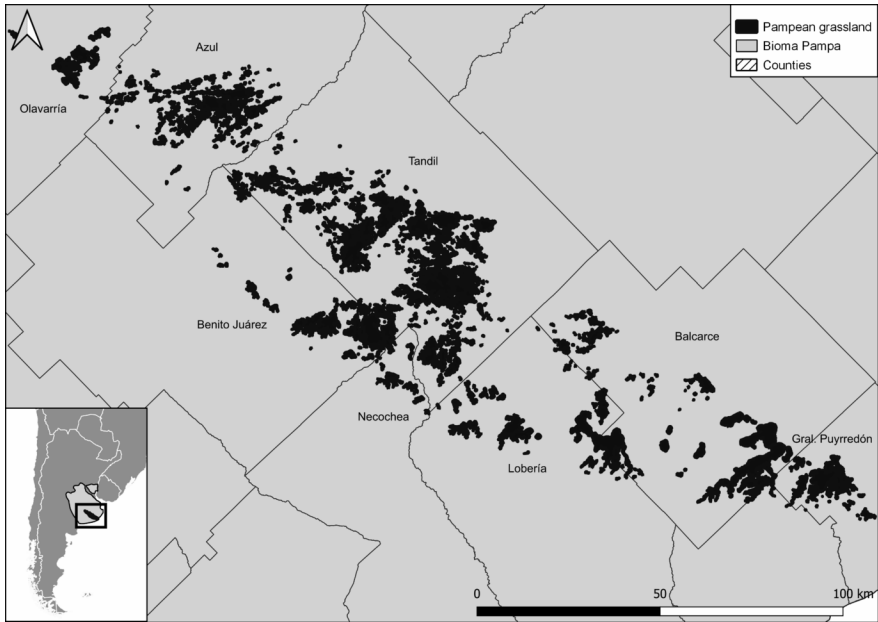 Pampean grassland
Bioma Pampa
Counties
Azul
Olavarría
Tandil
Benito Juárez
Balcarce
Necochea
Gral. Puyrredón
Lobería
0 50 100 km